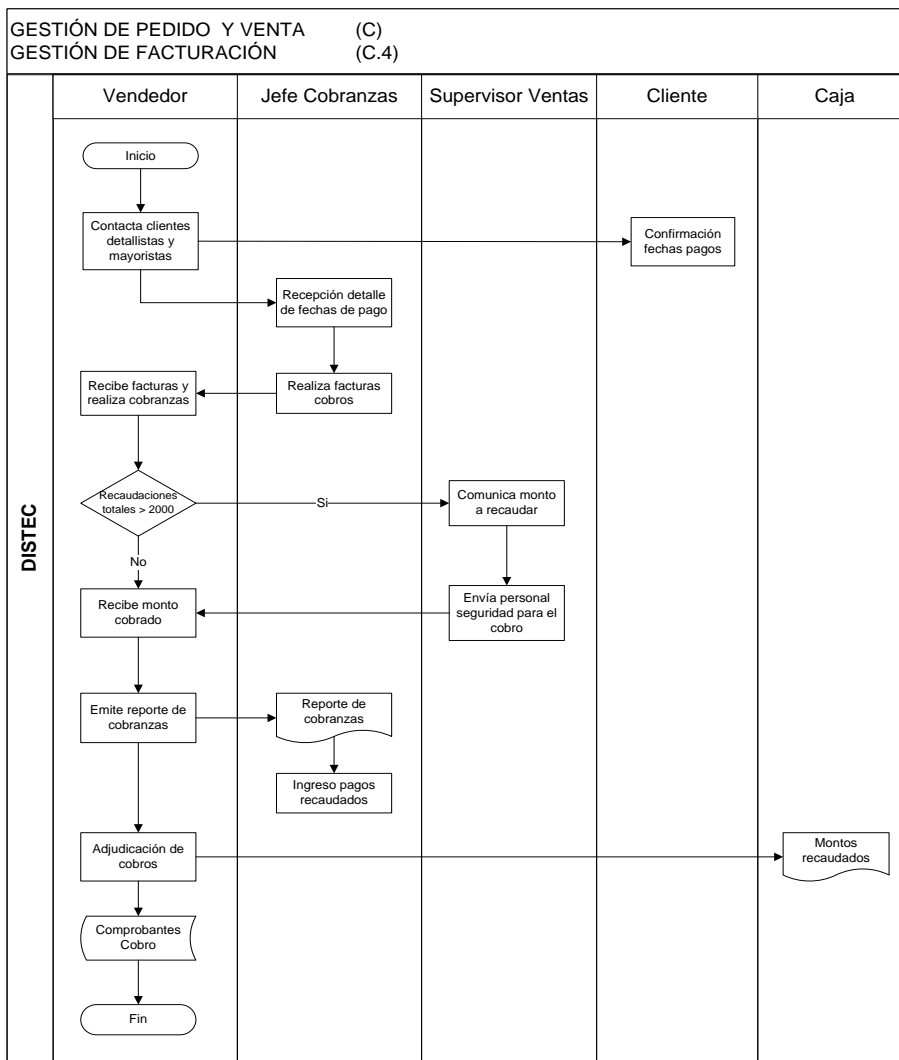 GESTIÓN DE PEDIDO Y VENTA (C)
GESTIÓN DE FACTURACIÓN (C.4)
DISTEC
Vendedor
Jefe Cobranzas
Supervisor Ventas
Cliente
Caja
Inicio
Contacta clientes
detallistas y
mayoristas
Confirmación
fechas pagos
Recepción detalle
de fechas de pago
Recibe facturas y
realiza cobranzas
Realiza facturas
cobros
Recaudaciones
totales > 2000
Si
Comunica monto
a recaudar
No
Recibe monto
cobrado
Envía personal
seguridad para el
cobro
Emite reporte de
cobranzas
Reporte de
cobranzas
Ingreso pagos
recaudados
Adjudicación de
cobros
Montos
recaudados
Comprobantes
Cobro
Fin